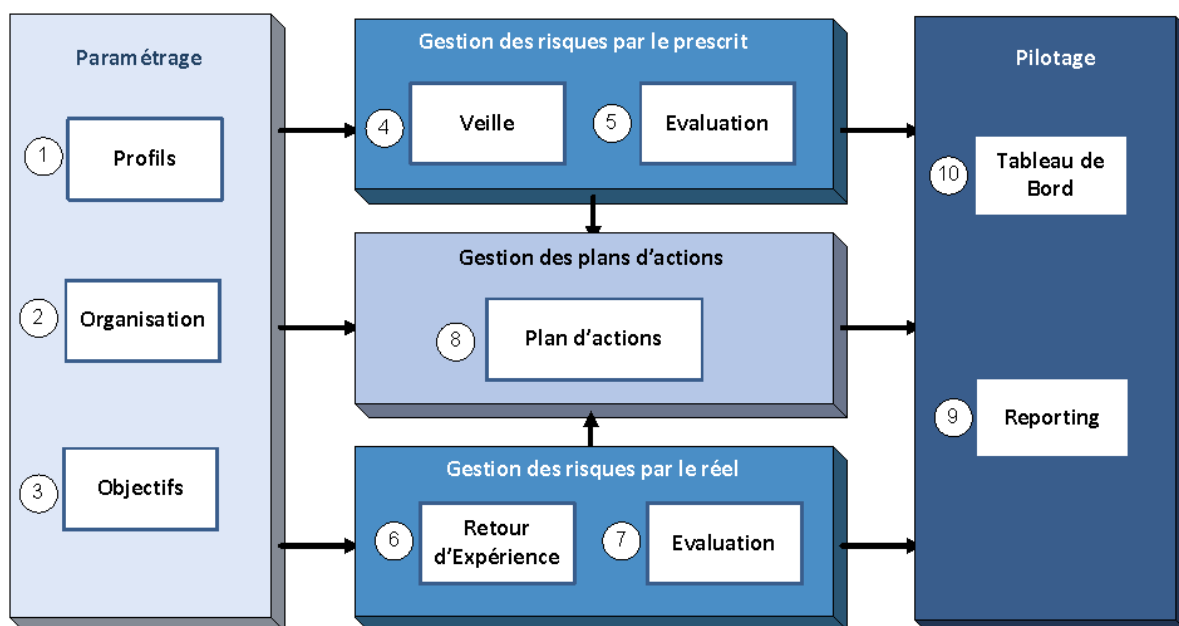 Paramétrage
1
Profils
2
Organisation
3
Objectifs
Gestion des risques par le prescrit
4
Veille
5
Evaluation
Gestion des plans d'actions
8
Plan d'actions
Gestion des risques par le réel
6
Retour
d'Expérience
7
Evaluation
Pilotage
10
Tableau de
Bord
9
Reporting